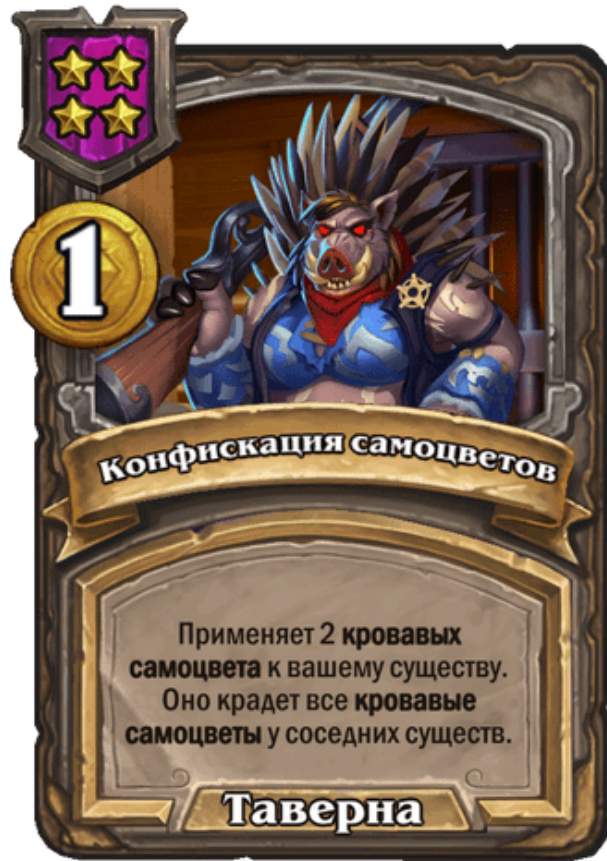 1
Конфискация самоцветов
Применяет 2 кровавых
самоцвета к вашему существу.
Оно крадет все кровавые
самоцветы у соседних существ.
Таверна